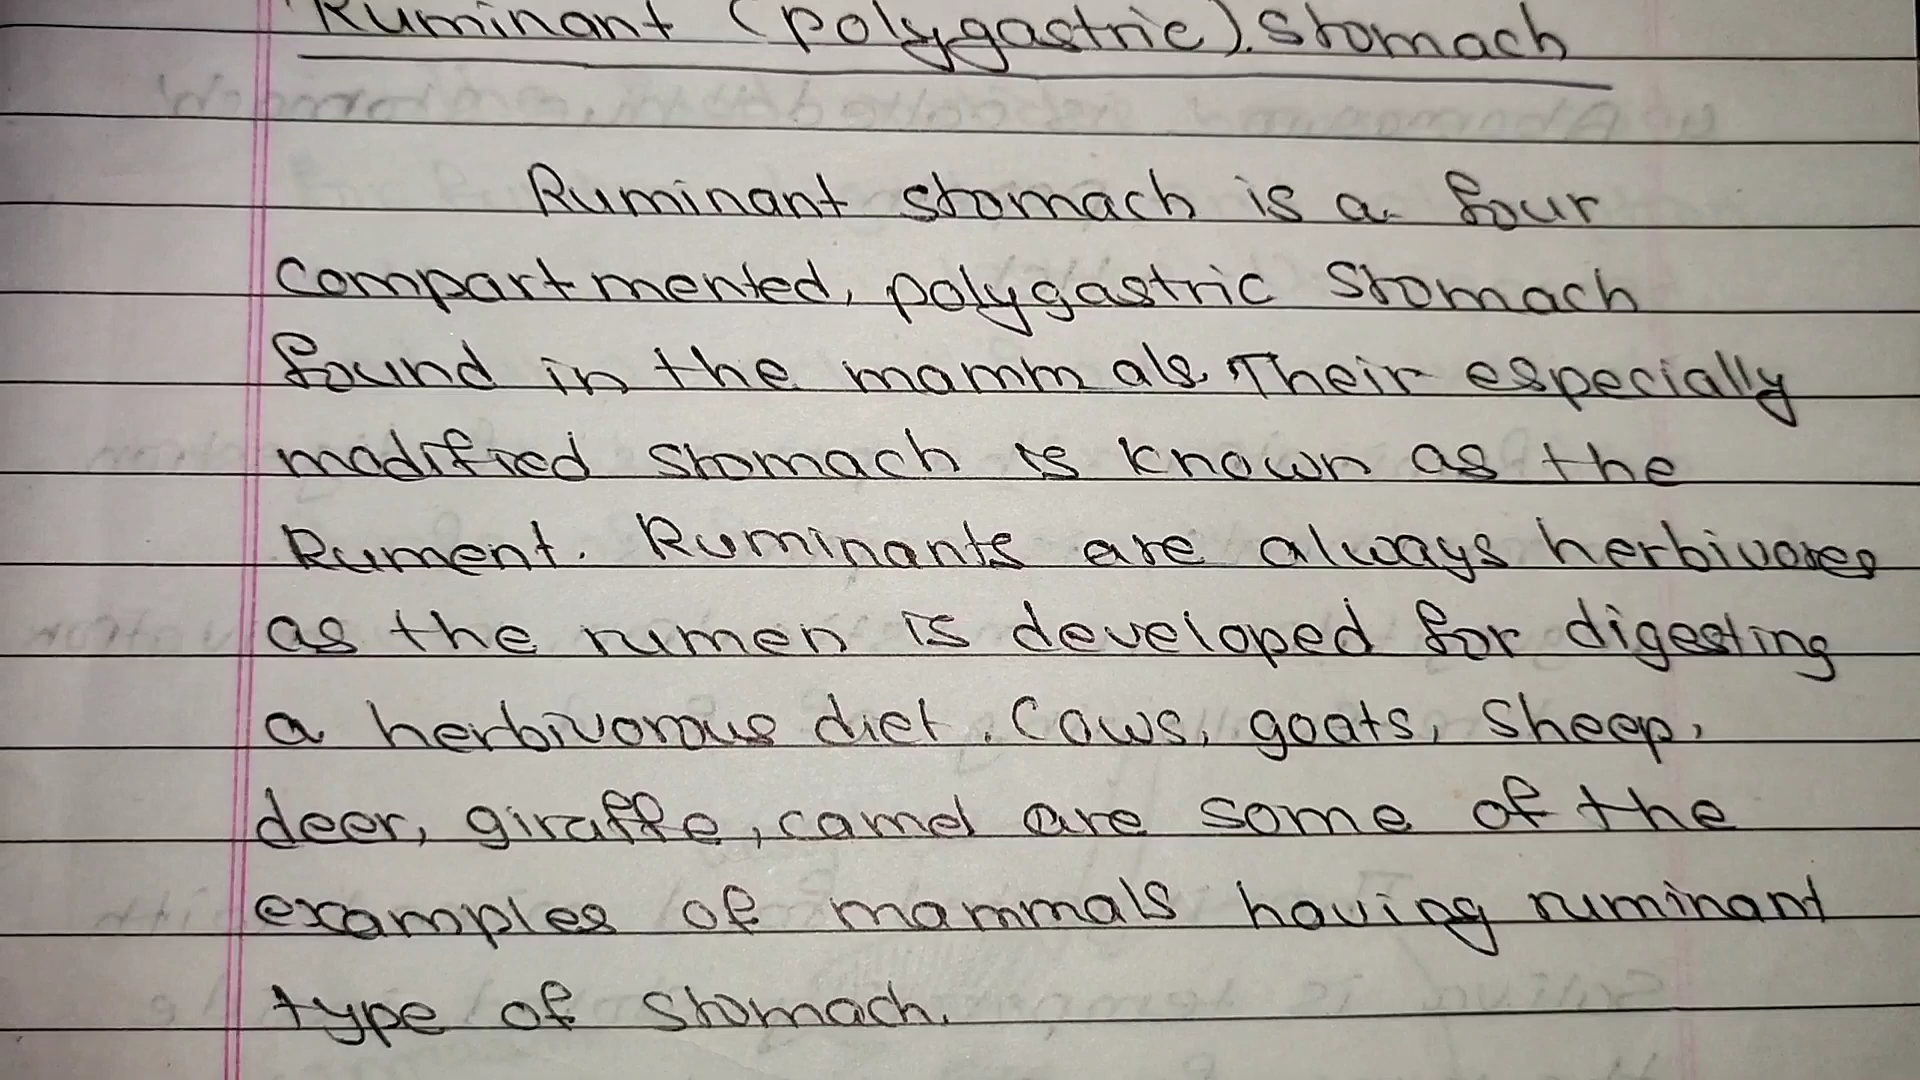 Ruminant (polygastric). Stomach
Ruminant stomach is a four
compartmented, polygastric stomach
found in the mammals. Their especially
modified stomach is known as the
Rument. Ruminants are always herbivores
as the rumen is developed for digesting
a herbivorous diet. Cows, goats, Sheep,
deer, giraffe, camel are some of the
examples of mammals having ruminant
type of stomach.